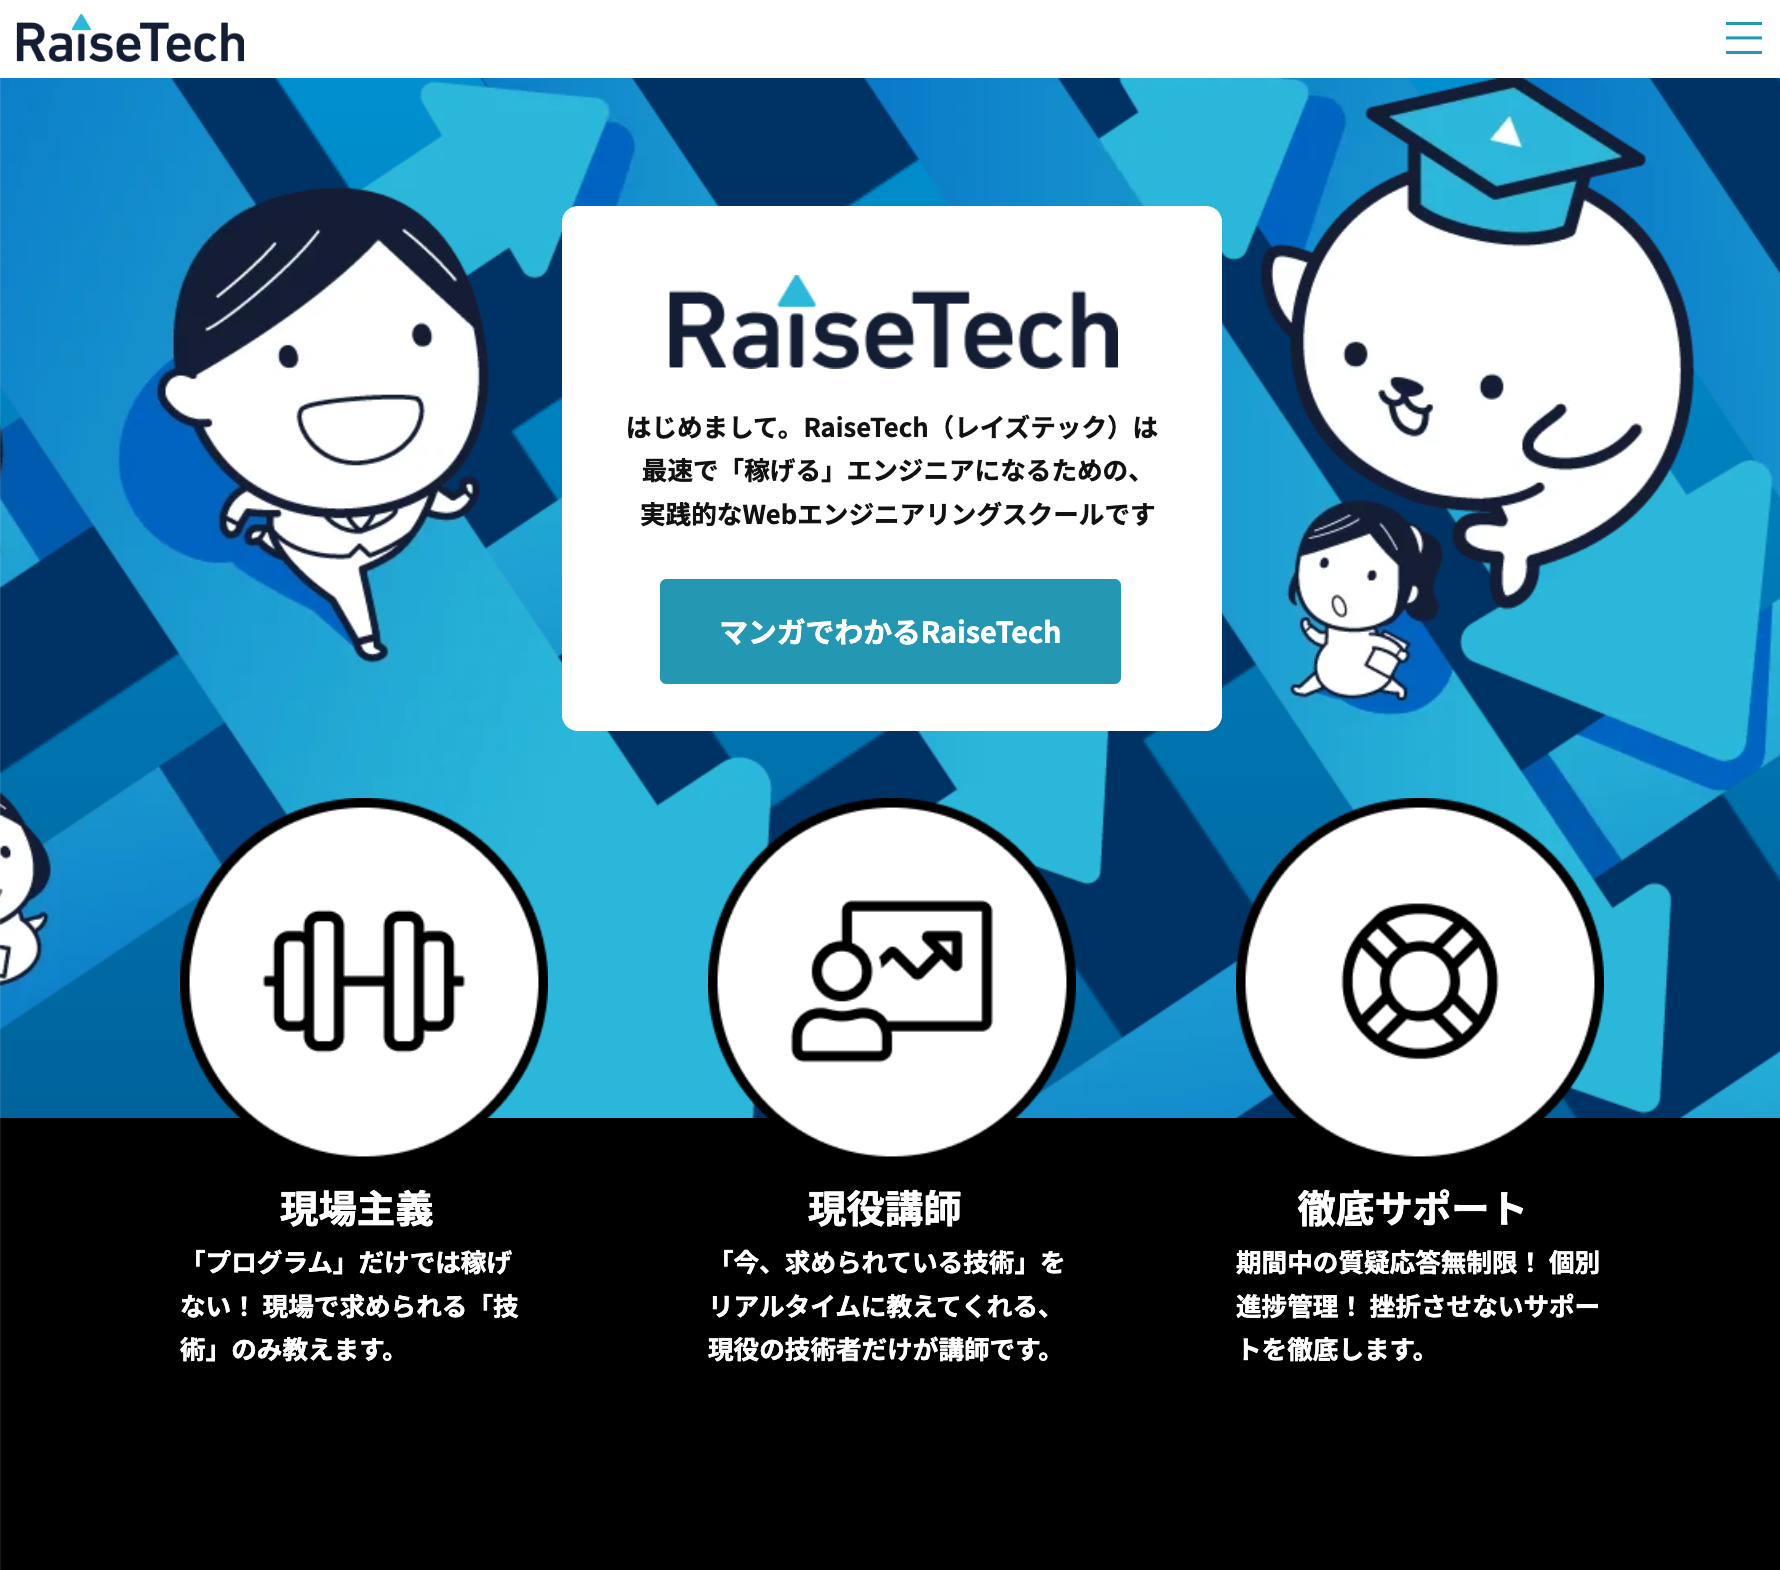 RaiseTech
RaiseTech
はじめまして。RaiseTech（レイズテック）は
最速で「稼げる」エンジニアになるための、
実践的なWebエンジニアリングスクールです
マンガでわかるRaiseTech
現場主義
「プログラム」だけでは稼げ
ない！ 現場で求められる「技
術」のみ教えます。
現役講師
「今、求められている技術」を
リアルタイムに教えてくれる、
現役の技術者だけが講師です。
徹底サポート
期間中の質疑応答無制限！ 個別
進捗管理！ 挫折させないサポー
トを徹底します。